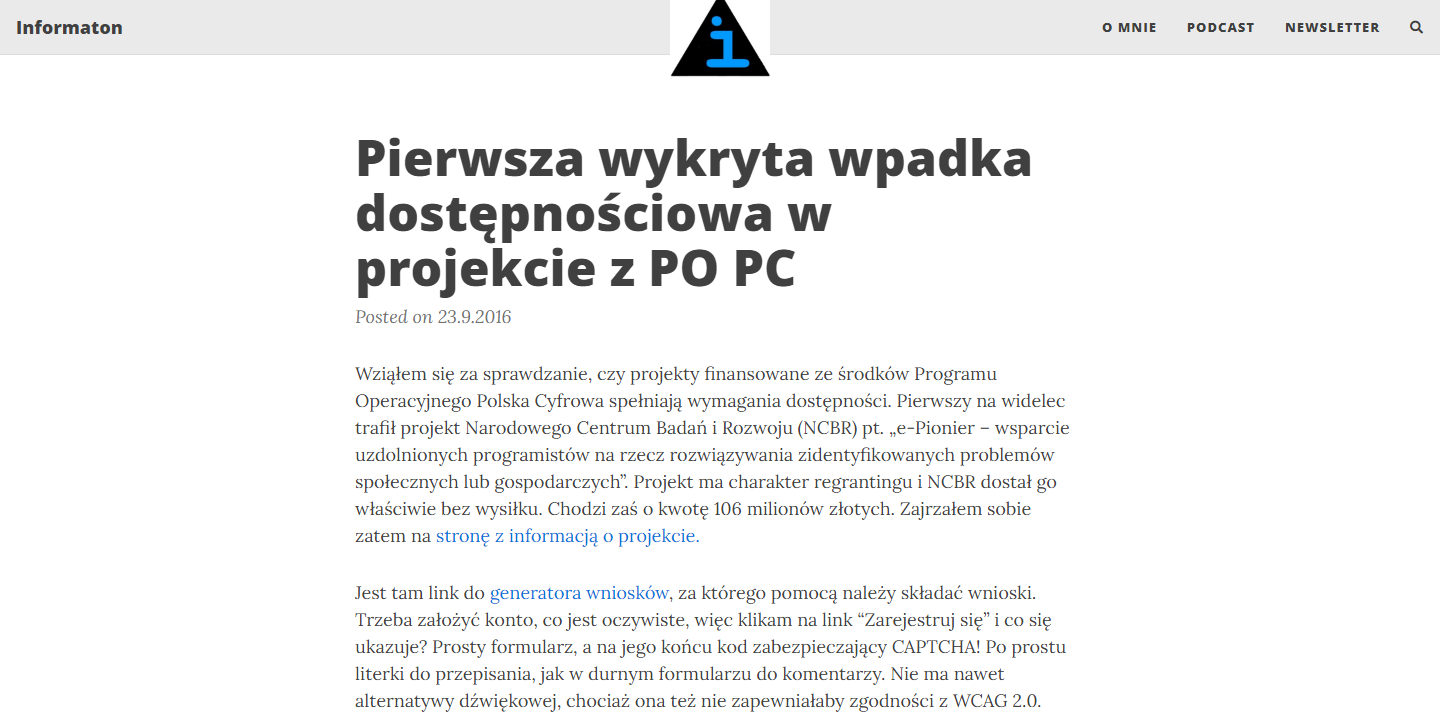 Informaton
i
O MNIE
PODCAST
NEWSLETTER
Pierwsza wykryta wpadka
dostępnościowa w
projekcie z PO PC
Posted on 23.9.2016
Wziąłem się za sprawdzanie, czy projekty finansowane ze środków Programu
Operacyjnego Polska Cyfrowa spełniają wymagania dostępności. Pierwszy na widelec
trafił projekt Narodowego Centrum Badań i Rozwoju (NCBR) pt. „e-Pionier – wsparcie
uzdolnionych programistów na rzecz rozwiązywania zidentyfikowanych problemów
społecznych lub gospodarczych”. Projekt ma charakter regrantingu i NCBR dostał go
właściwie bez wysiłku. Chodzi zaś o kwotę 106 milionów złotych. Zajrzałem sobie
zatem na stronę z informacją o projekcie.
Jest tam link do generatora wniosków, za którego pomocą należy składać wnioski.
Trzeba założyć konto, co jest oczywiste, więc klikam na link “Zarejestruj się” i co się
ukazuje? Prosty formularz, a na jego końcu kod zabezpieczający CAPTCHA! Po prostu
literki do przepisania, jak w durnym formularzu do komentarzy. Nie ma nawet
alternatywy dźwiękowej, chociaż ona też nie zapewniałaby zgodności z WCAG 2.0.